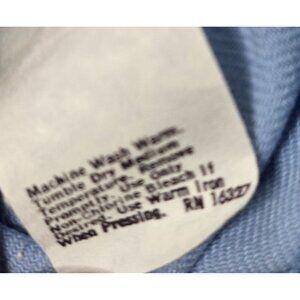 Machine Wash Warm.
Tumble Dry Medium
Temperature. Remove
Promptly. Use Only
Non-Chlorine Bleach If
Desired. Use Warm Iron
When Pressing. RN 16327